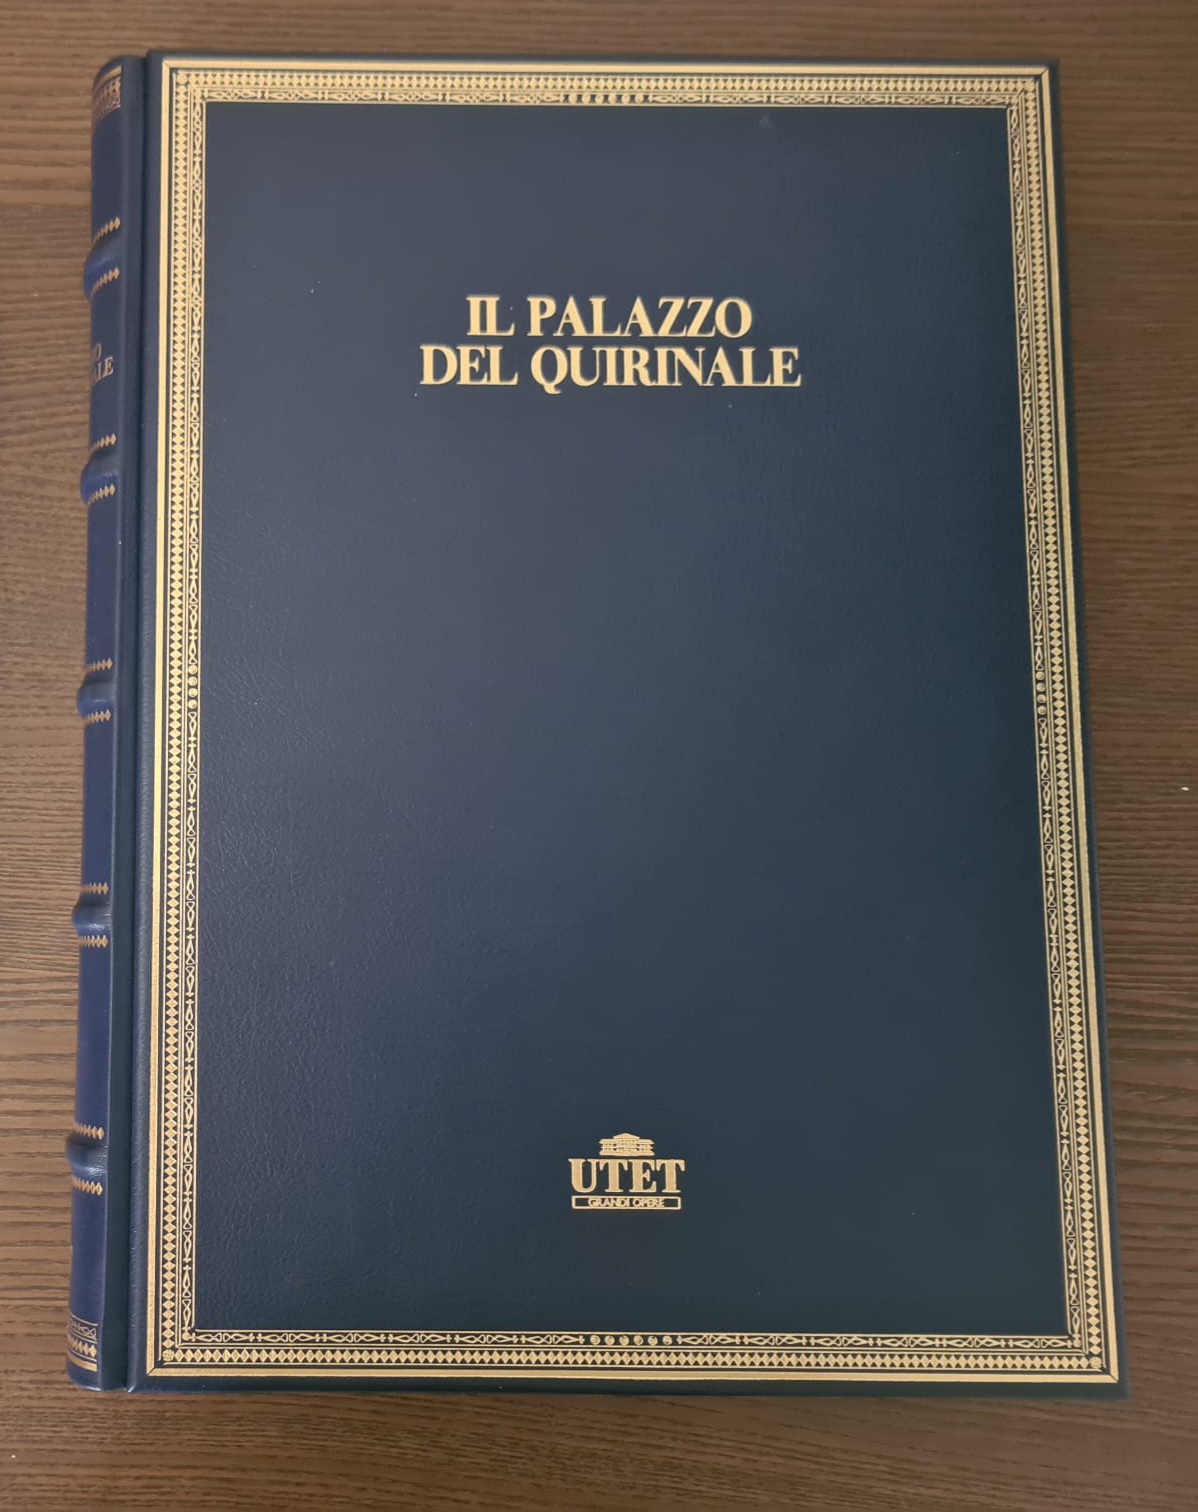 IL PALAZZO
DEL QUIRINALE
UTET
GRANDI OPERE